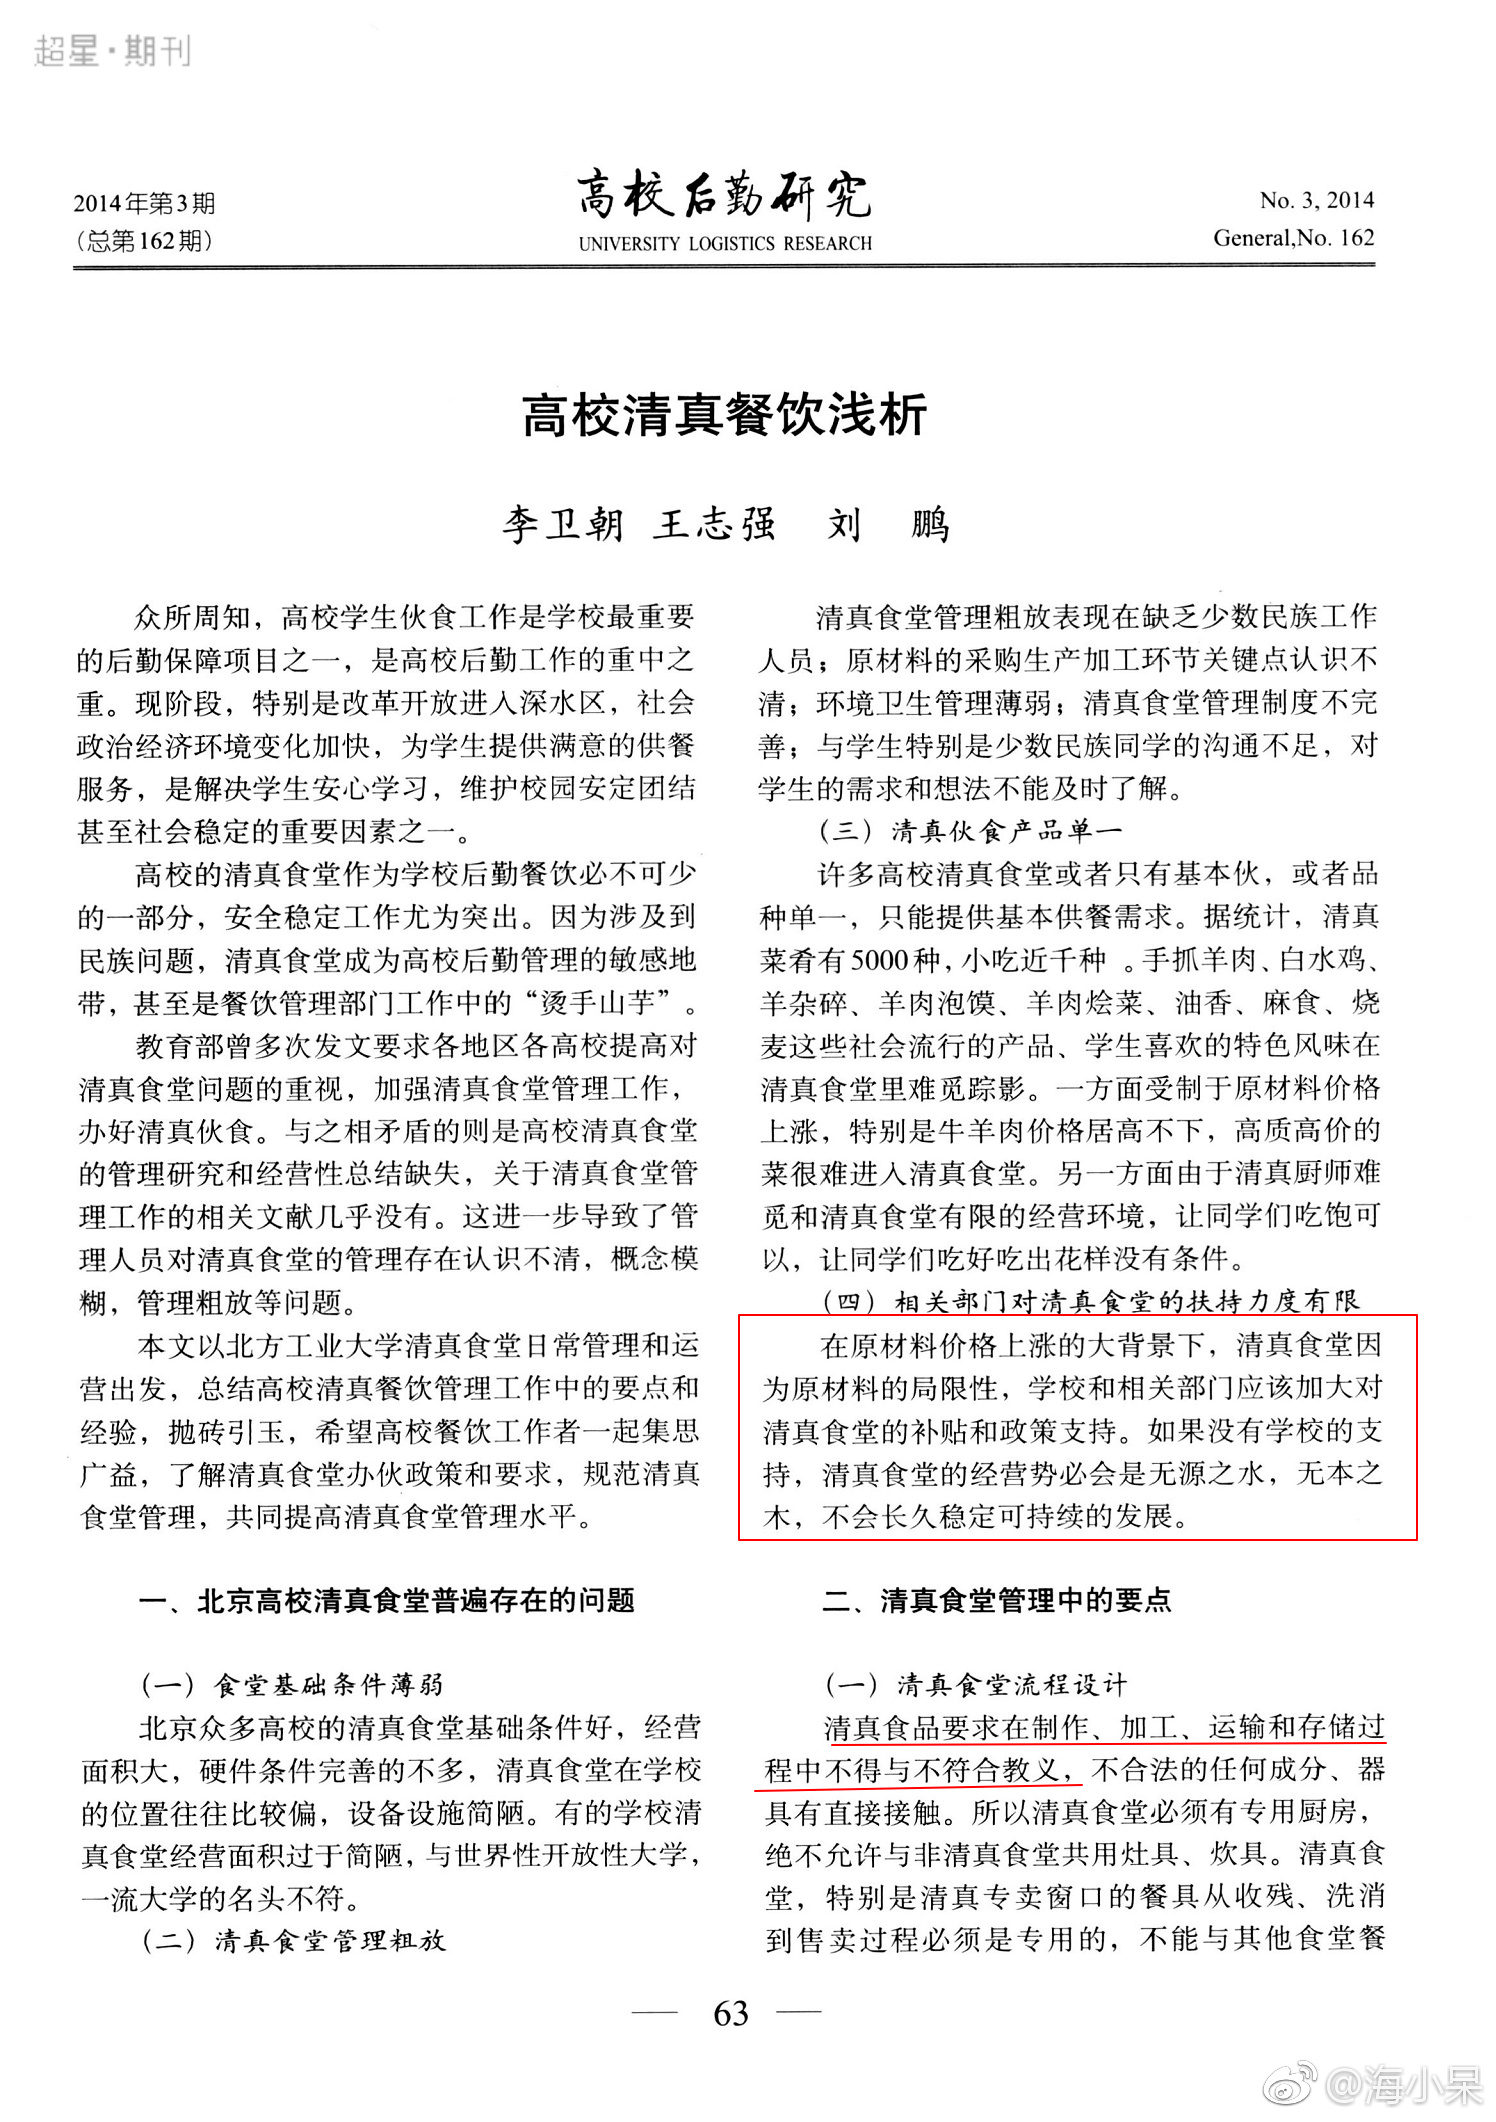 超星·期刊
2014年第3期
(总第162期)
高校后勤研究
UNIVERSITY LOGISTICS RESEARCH
No. 3, 2014
General,No. 162
高校清真餐饮浅析
李卫朝 王志强 刘 鹏
众所周知，高校学生伙食工作是学校最重要
的后勤保障项目之一，是高校后勤工作的重中之
重。现阶段，特别是改革开放进入深水区，社会
政治经济环境变化加快，为学生提供满意的供餐
服务，是解决学生安心学习，维护校园安定团结
甚至社会稳定的重要因素之一。
高校的清真食堂作为学校后勤餐饮必不可少
的一部分，安全稳定工作尤为突出。因为涉及到
民族问题，清真食堂成为高校后勤管理的敏感地
带，甚至是餐饮管理部门工作中的“烫手山芋”。
教育部曾多次发文要求各地区各高校提高对
清真食堂问题的重视，加强清真食堂管理工作，
办好清真伙食。与之相矛盾的则是高校清真食堂
的管理研究和经营性总结缺失，关于清真食堂管
理工作的相关文献几乎没有。这进一步导致了管
理人员对清真食堂的管理存在认识不清，概念模
糊，管理粗放等问题。
本文以北方工业大学清真食堂日常管理和运
营出发，总结高校清真餐饮管理工作中的要点和
经验，抛砖引玉，希望高校餐饮工作者一起集思
广益，了解清真食堂办伙政策和要求，规范清真
食堂管理，共同提高清真食堂管理水平。
一、北京高校清真食堂普遍存在的问题
(一) 食堂基础条件薄弱
北京众多高校的清真食堂基础条件好，经营
面积大，硬件条件完善的不多，清真食堂在学校
的位置往往比较偏，设备设施简陋。有的学校清
真食堂经营面积过于简陋，与世界性开放性大学，
一流大学的名头不符。
(二) 清真食堂管理粗放
清真食堂管理粗放表现在缺乏少数民族工作
人员；原材料的采购生产加工环节关键点认识不
清；环境卫生管理薄弱；清真食堂管理制度不完
善；与学生特别是少数民族同学的沟通不足，对
学生的需求和想法不能及时了解。
(三) 清真伙食产品单一
许多高校清真食堂或者只有基本伙，或者品
种单一，只能提供基本供餐需求。据统计，清真
菜肴有5000种，小吃近千种 。手抓羊肉、白水鸡、
羊杂碎、羊肉泡馍、羊肉烩菜、油香、麻食、烧
麦这些社会流行的产品、学生喜欢的特色风味在
清真食堂里难觅踪影。一方面受制于原材料价格
上涨，特别是牛羊肉价格居高不下，高质高价的
菜很难进入清真食堂。另一方面由于清真厨师难
觅和清真食堂有限的经营环境，让同学们吃饱可
以，让同学们吃好吃出花样没有条件。
(四) 相关部门对清真食堂的扶持力度有限
在原材料价格上涨的大背景下，清真食堂因
为原材料的局限性，学校和相关部门应该加大对
清真食堂的补贴和政策支持。如果没有学校的支
持，清真食堂的经营势必会是无源之水，无本之
木，不会长久稳定可持续的发展。
二、清真食堂管理中的要点
(一) 清真食堂流程设计
清真食品要求在制作、加工、运输和存储过
程中不得与不符合教义，不合法的任何成分、器
具有直接接触。所以清真食堂必须有专用厨房，
绝不允许与非清真食堂共用灶具、炊具。清真食
堂，特别是清真专卖窗口的餐具从收残、洗消
到售卖过程必须是专用的，不能与其他食堂餐
63
@海小呆